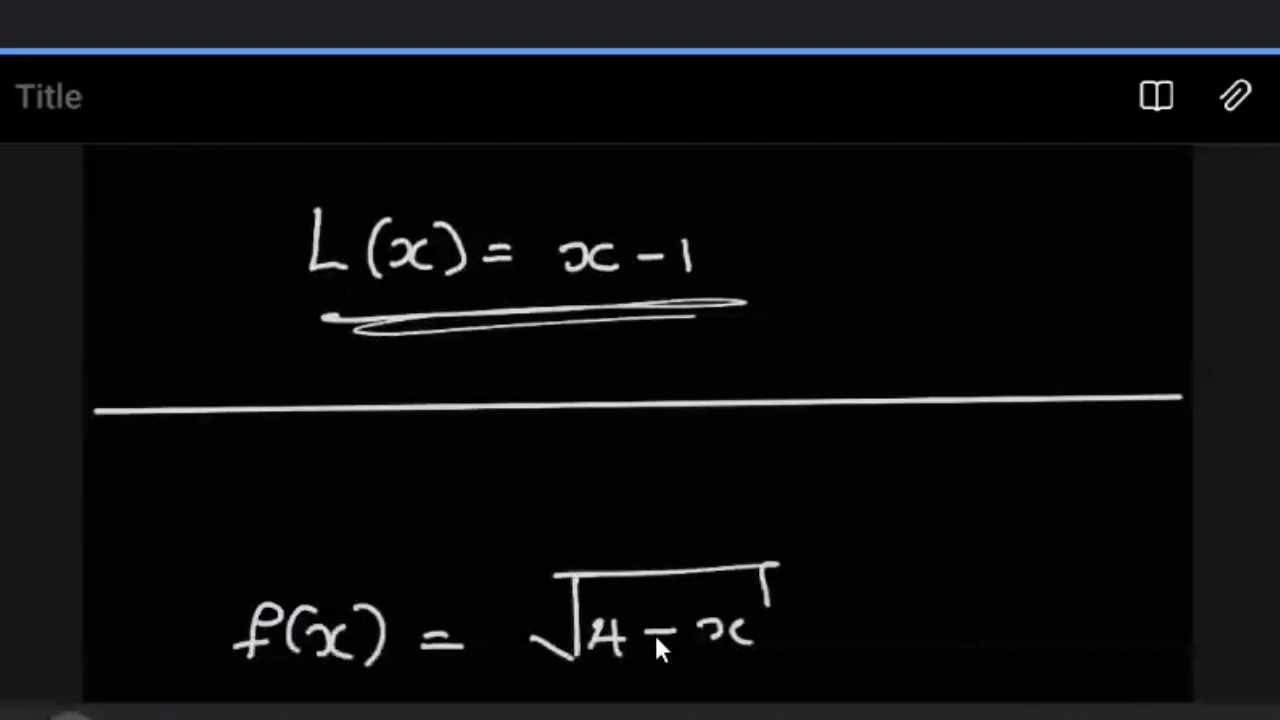 Title
L(x) = x - 1
f(x) = √4 - x